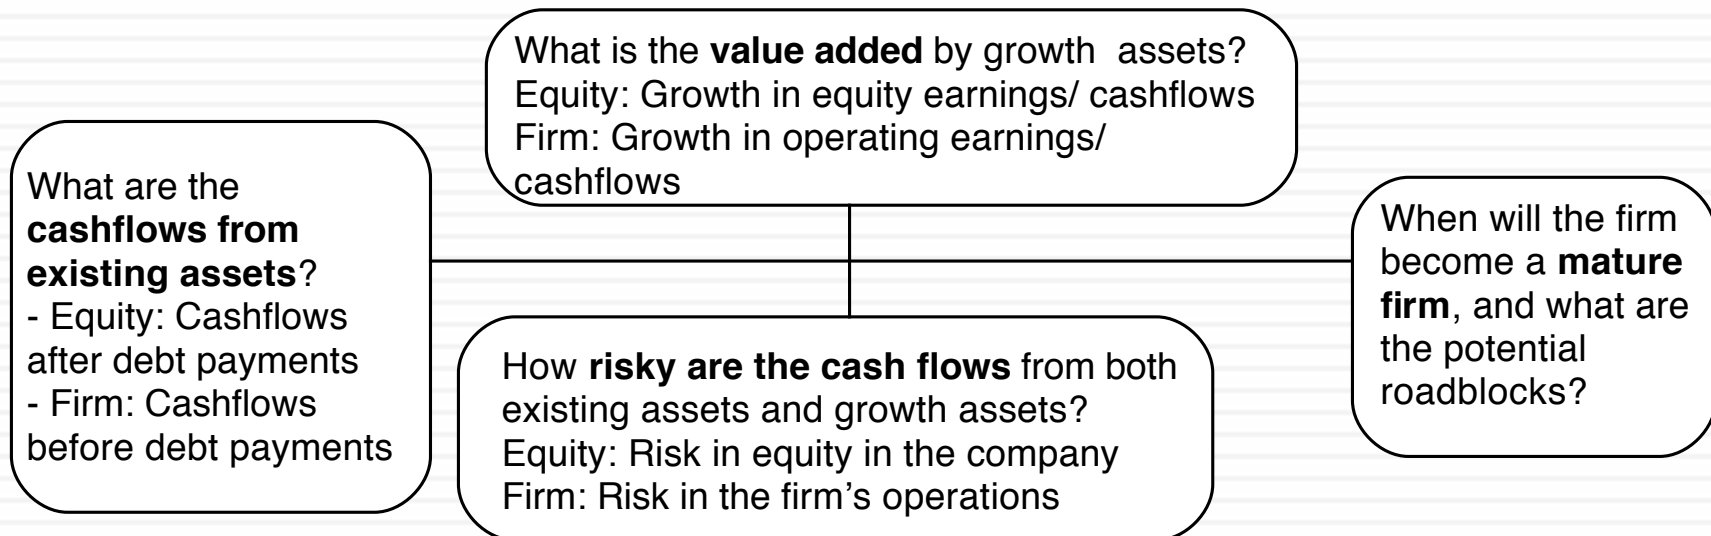 What is the value added by growth  assets?
Equity: Growth in equity earnings/ cashflows
Firm: Growth in operating earnings/
cashflows
What are the
cashflows from
existing assets?
- Equity: Cashflows
after debt payments
- Firm: Cashflows
before debt payments
How risky are the cash flows from both
existing assets and growth assets?
Equity: Risk in equity in the company
Firm: Risk in the firm's operations
When will the firm
become a mature
firm, and what are
the potential
roadblocks?